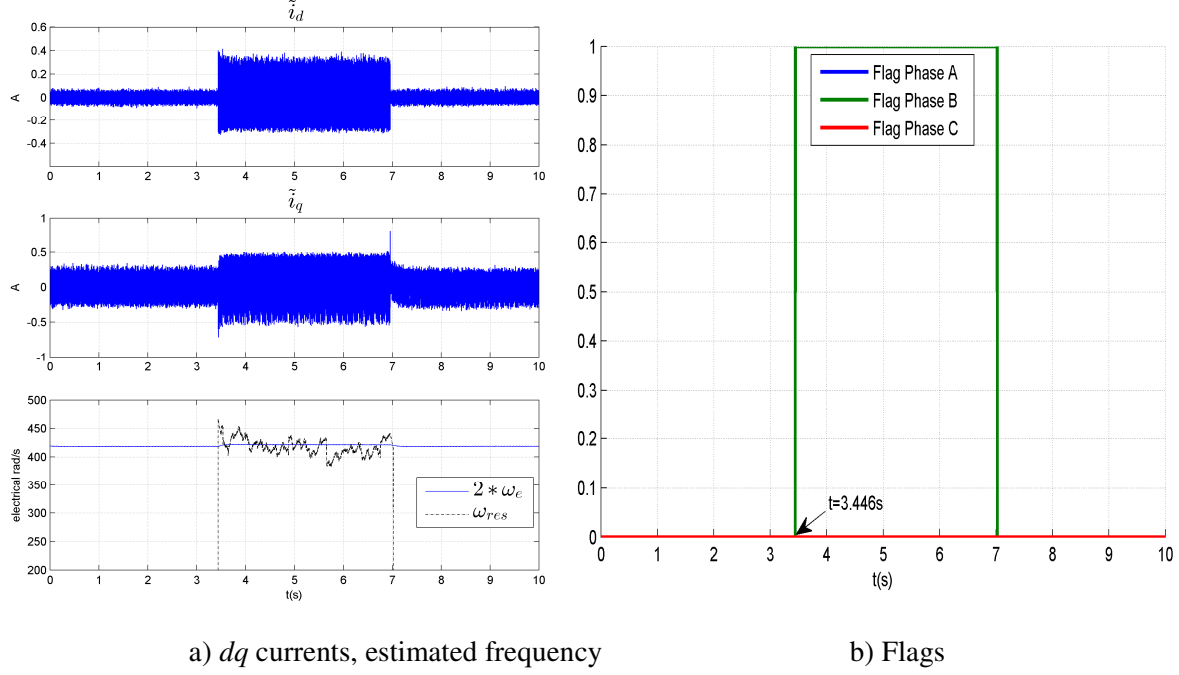 ĩ_d
0.6
0.4
0.2
0
-0.2
-0.4
A
0 1 2 3 4 5 6 7 8 9 10
ĩ_q
1
0.5
0
-0.5
-1
A
0 1 2 3 4 5 6 7 8 9 10
500
450
400
350
300
250
200
electrical rad/s
2 * ω_e
ω_res
0 1 2 3 4 5 6 7 8 9 10
t(s)
a) dq currents, estimated frequency
1
0.9
0.8
0.7
0.6
0.5
0.4
0.3
0.2
0.1
0
Flag Phase A
Flag Phase B
Flag Phase C
t=3.446s
0 1 2 3 4 5 6 7 8 9 10
t(s)
b) Flags